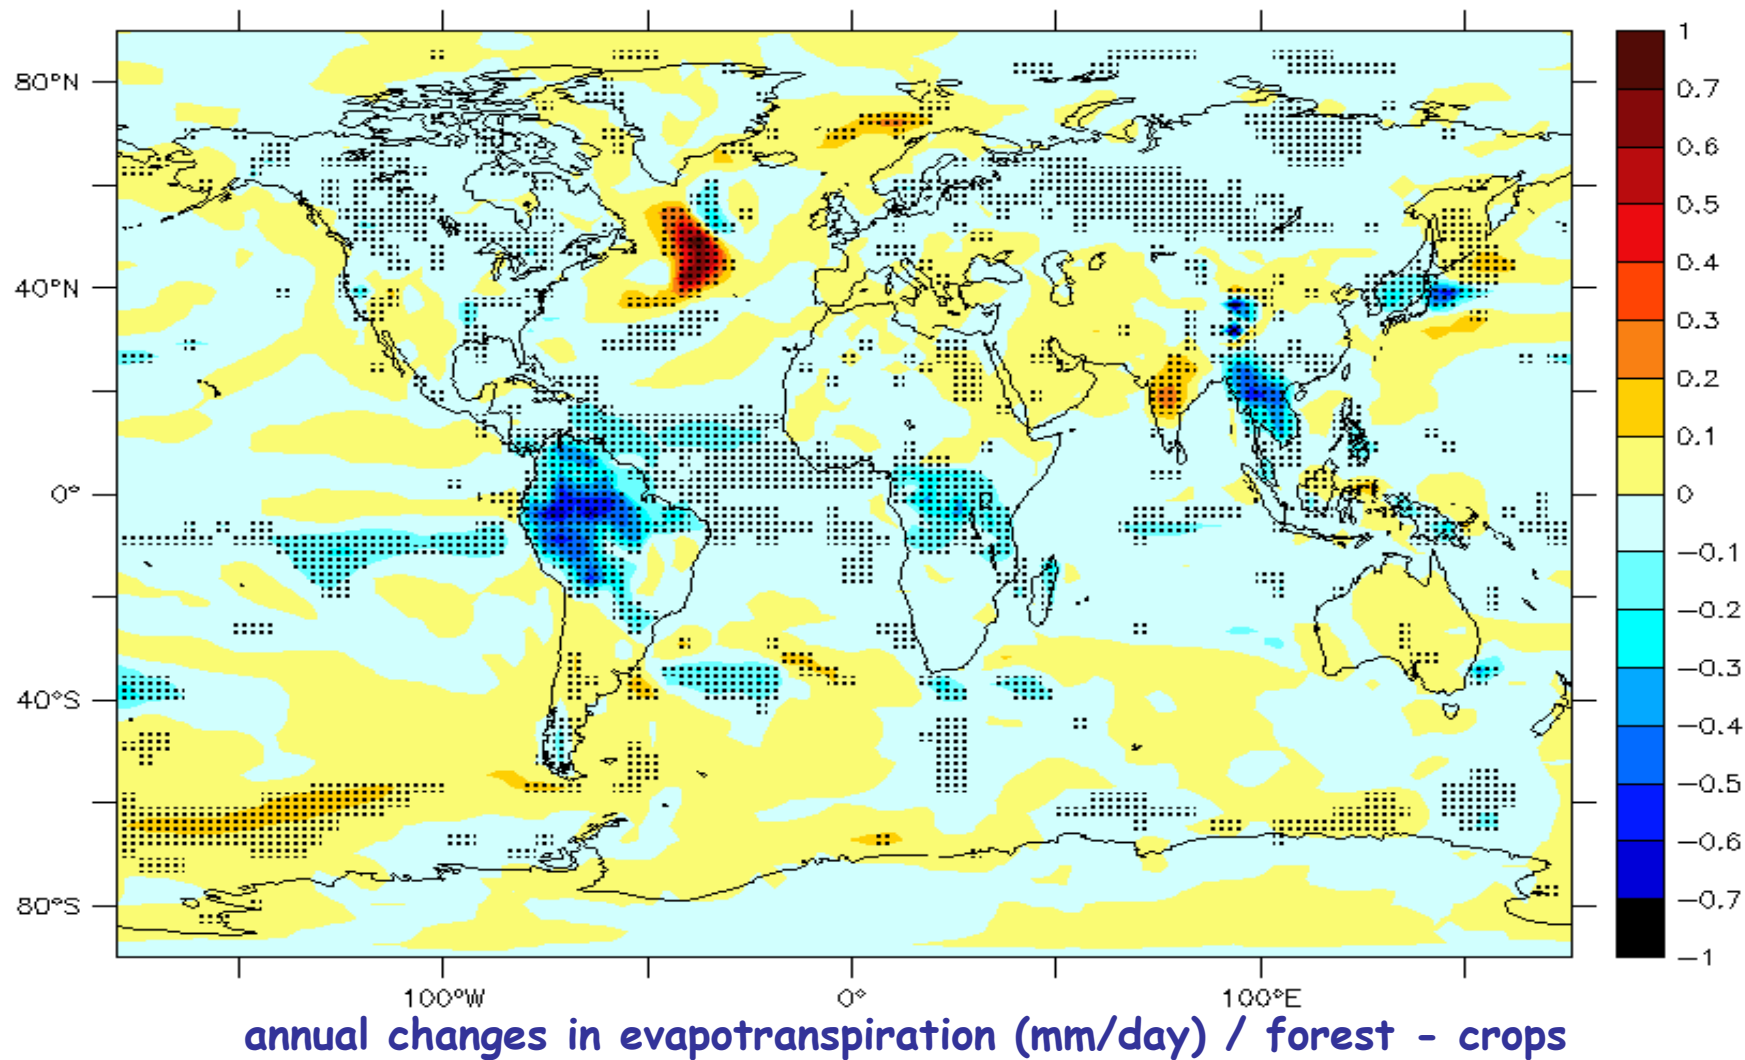 80°N
40°N
0°
40°S
80°S
100°W
0°
100°E
1
0.7
0.6
0.5
0.4
0.3
0.2
0.1
0
−0.1
−0.2
−0.3
−0.4
−0.5
−0.6
−0.7
−1
annual changes in evapotranspiration (mm/day) / forest - crops